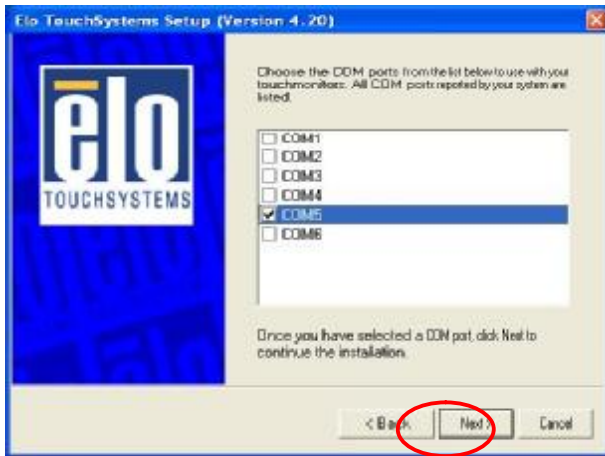 Elo TouchSystems Setup (Version 4.20)
elo
TOUCHSYSTEMS
Choose the COM ports from the list below to use with your
touchmonitors. All COM ports reported by your system are
listed.
COM1
COM2
COM3
COM4
COM5
COM6
Once you have selected a COM port, click Next to
continue the installation.
< Back
Next >
Cancel